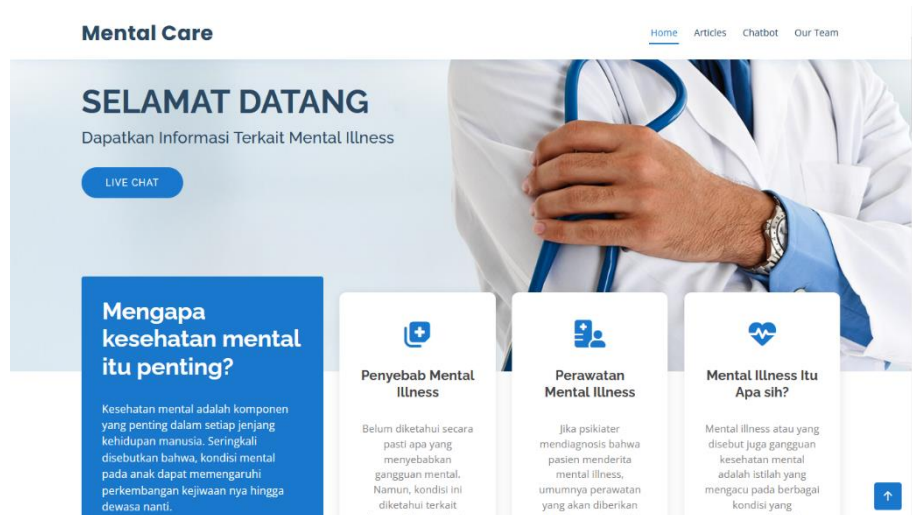 Mental Care
Home Articles Chatbot Our Team
SELAMAT DATANG
Dapatkan Informasi Terkait Mental Illness
LIVE CHAT
Mengapa
kesehatan mental
itu penting?
Kesehatan mental adalah komponen
yang penting dalam setiap jenjang
kehidupan manusia. Seringkali
disebutkan bahwa, kondisi mental
pada anak dapat memengaruhi
perkembangan kejiwaan nya hingga
dewasa nanti.
Penyebab Mental
Illness
Belum diketahui secara
pasti apa yang
menyebabkan
gangguan mental.
Namun, kondisi ini
diketahui terkait
Perawatan
Mental Illness
Jika psikiater
mendiagnosis bahwa
pasien menderita
mental illness,
umumnya perawatan
yang akan diberikan
Mental Illness Itu
Apa sih?
Mental illness atau yang
disebut juga gangguan
kesehatan mental
adalah istilah yang
mengacu pada berbagai
kondisi yang